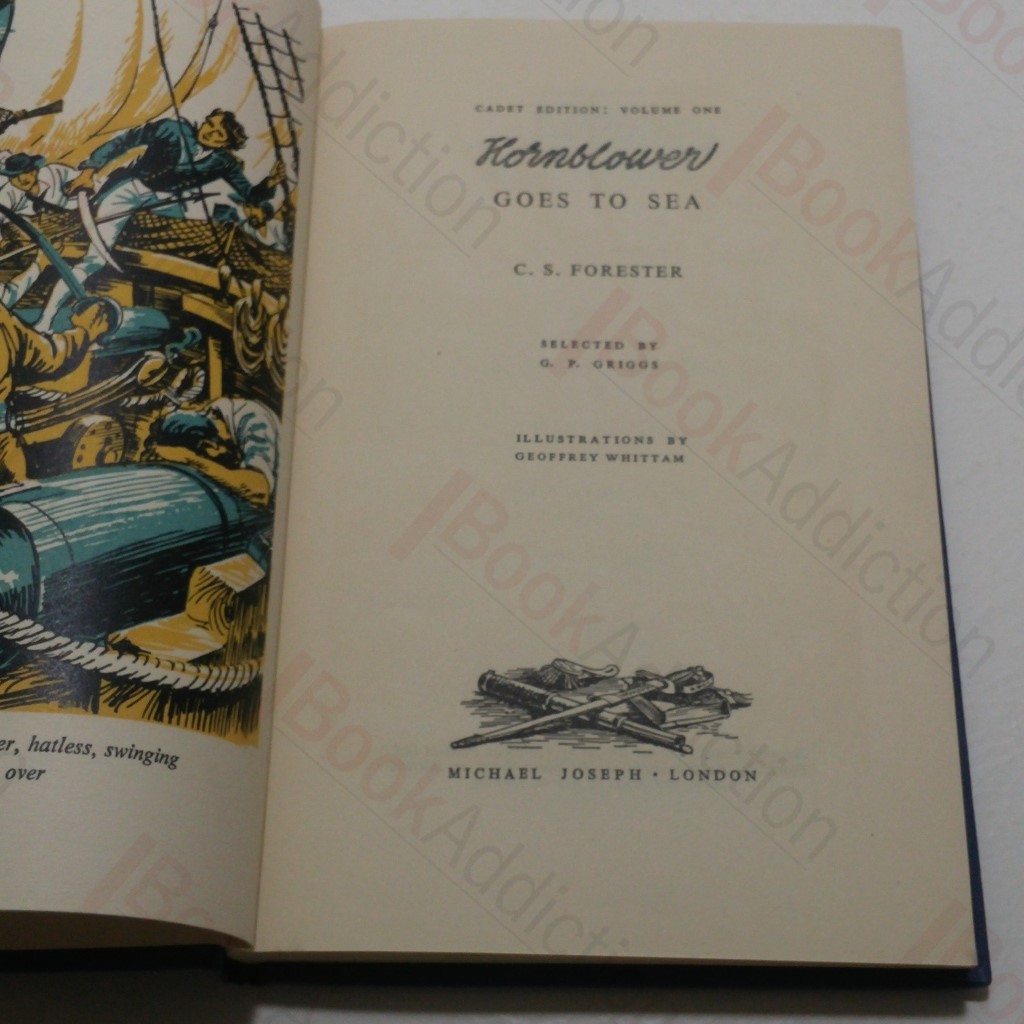 er, hatless, swinging
over
CADET EDITION: VOLUME ONE
Hornblower
GOES TO SEA
C. S. FORESTER
SELECTED BY
G. P. GRIGGS
ILLUSTRATIONS BY
GEOFFREY WHITTAM
MICHAEL JOSEPH · LONDON
BookAddiction